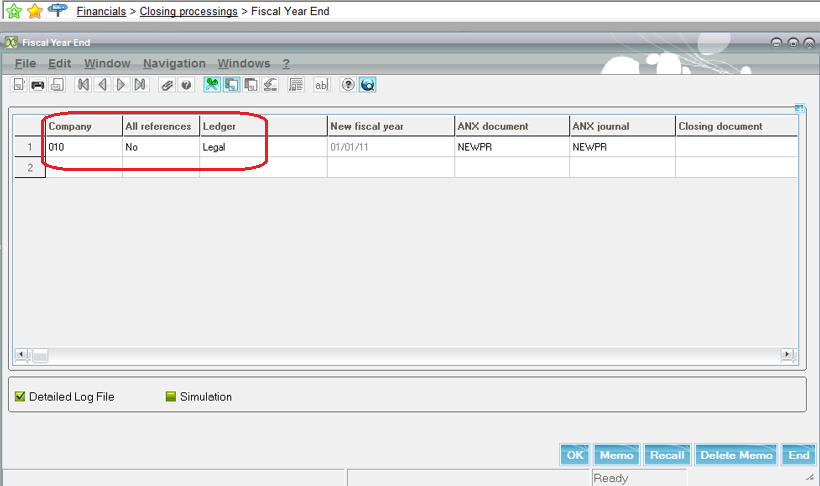 Financials > Closing processings > Fiscal Year End
Fiscal Year End
File Edit Window Navigation Windows ?
ab
Company All references Ledger New fiscal year ANX document ANX journal Closing document
1 010 No Legal 01/01/11 NEWPR NEWPR
2
Detailed Log File Simulation
OK Memo Recall Delete Memo End
Ready